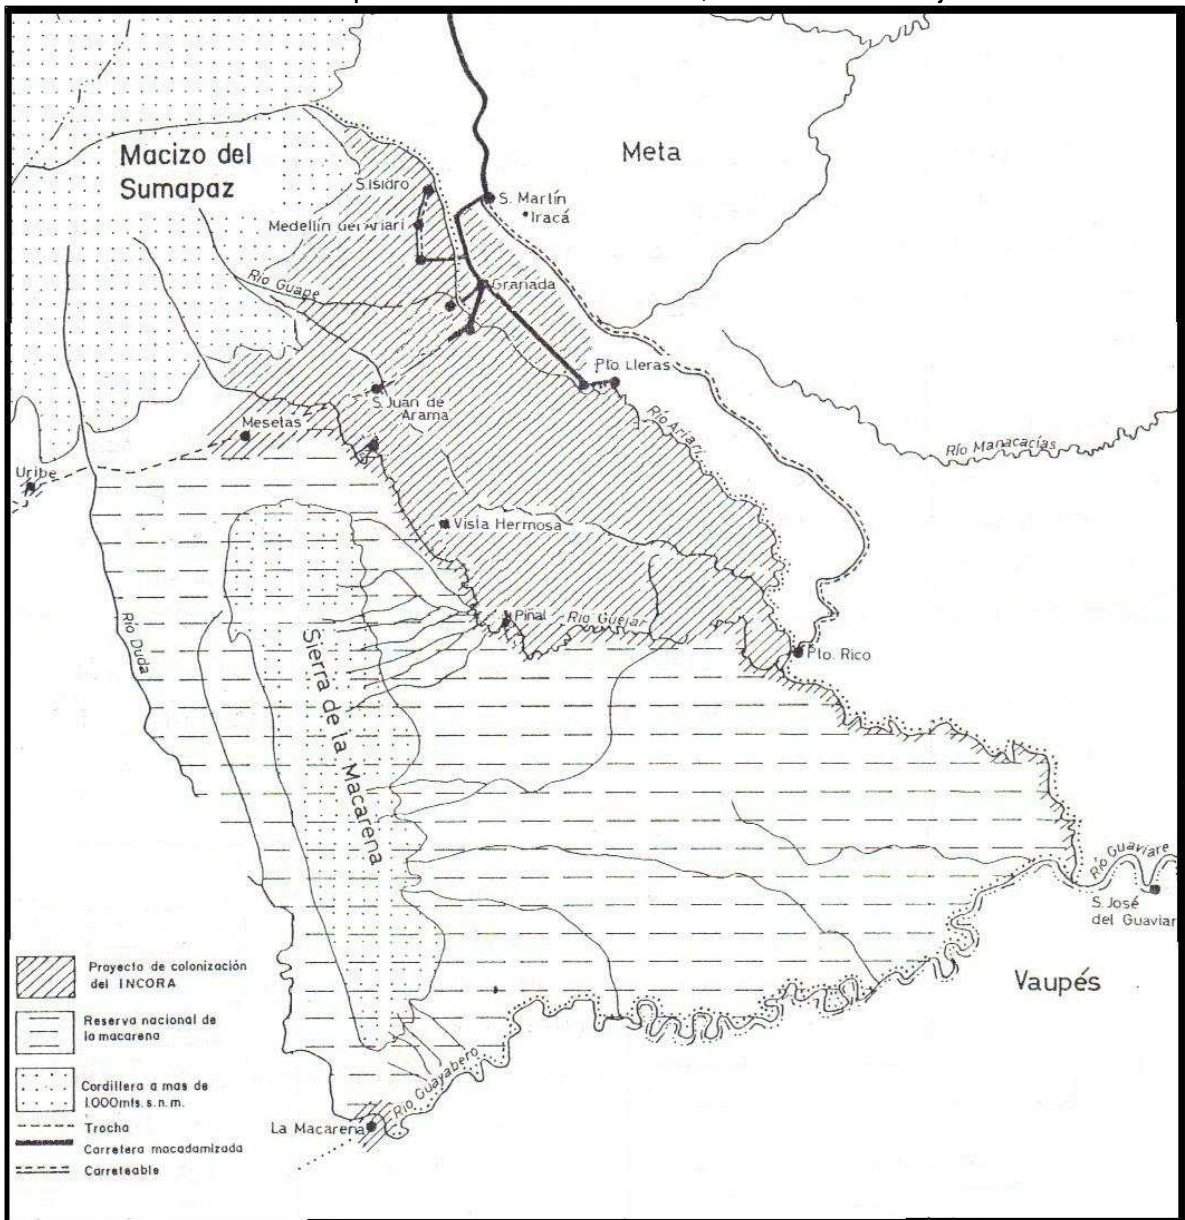 Macizo del
Sumapaz
Meta
S. Isidro
S. Martín
Iracá
Medellín del Ariari
Río Guape
Granada
Pto. Lleras
S. Juan de
Arama
Río Ariari
Mesetas
Río Manacacías
Uribe
Vista Hermosa
Piñal
Río Guejar
Río Duda
Pto. Rico
Sierra de la Macarena
Río Guaviare
S. José
del Guaviar
Vaupés
Río Guayabero
La Macarena
Proyecto de colonización
del INCORA
Reserva nacional de
la macarena
Cordillera a mas de
1.000mts. s.n.m.
Trocha
Carretera macadamizada
Carreteable